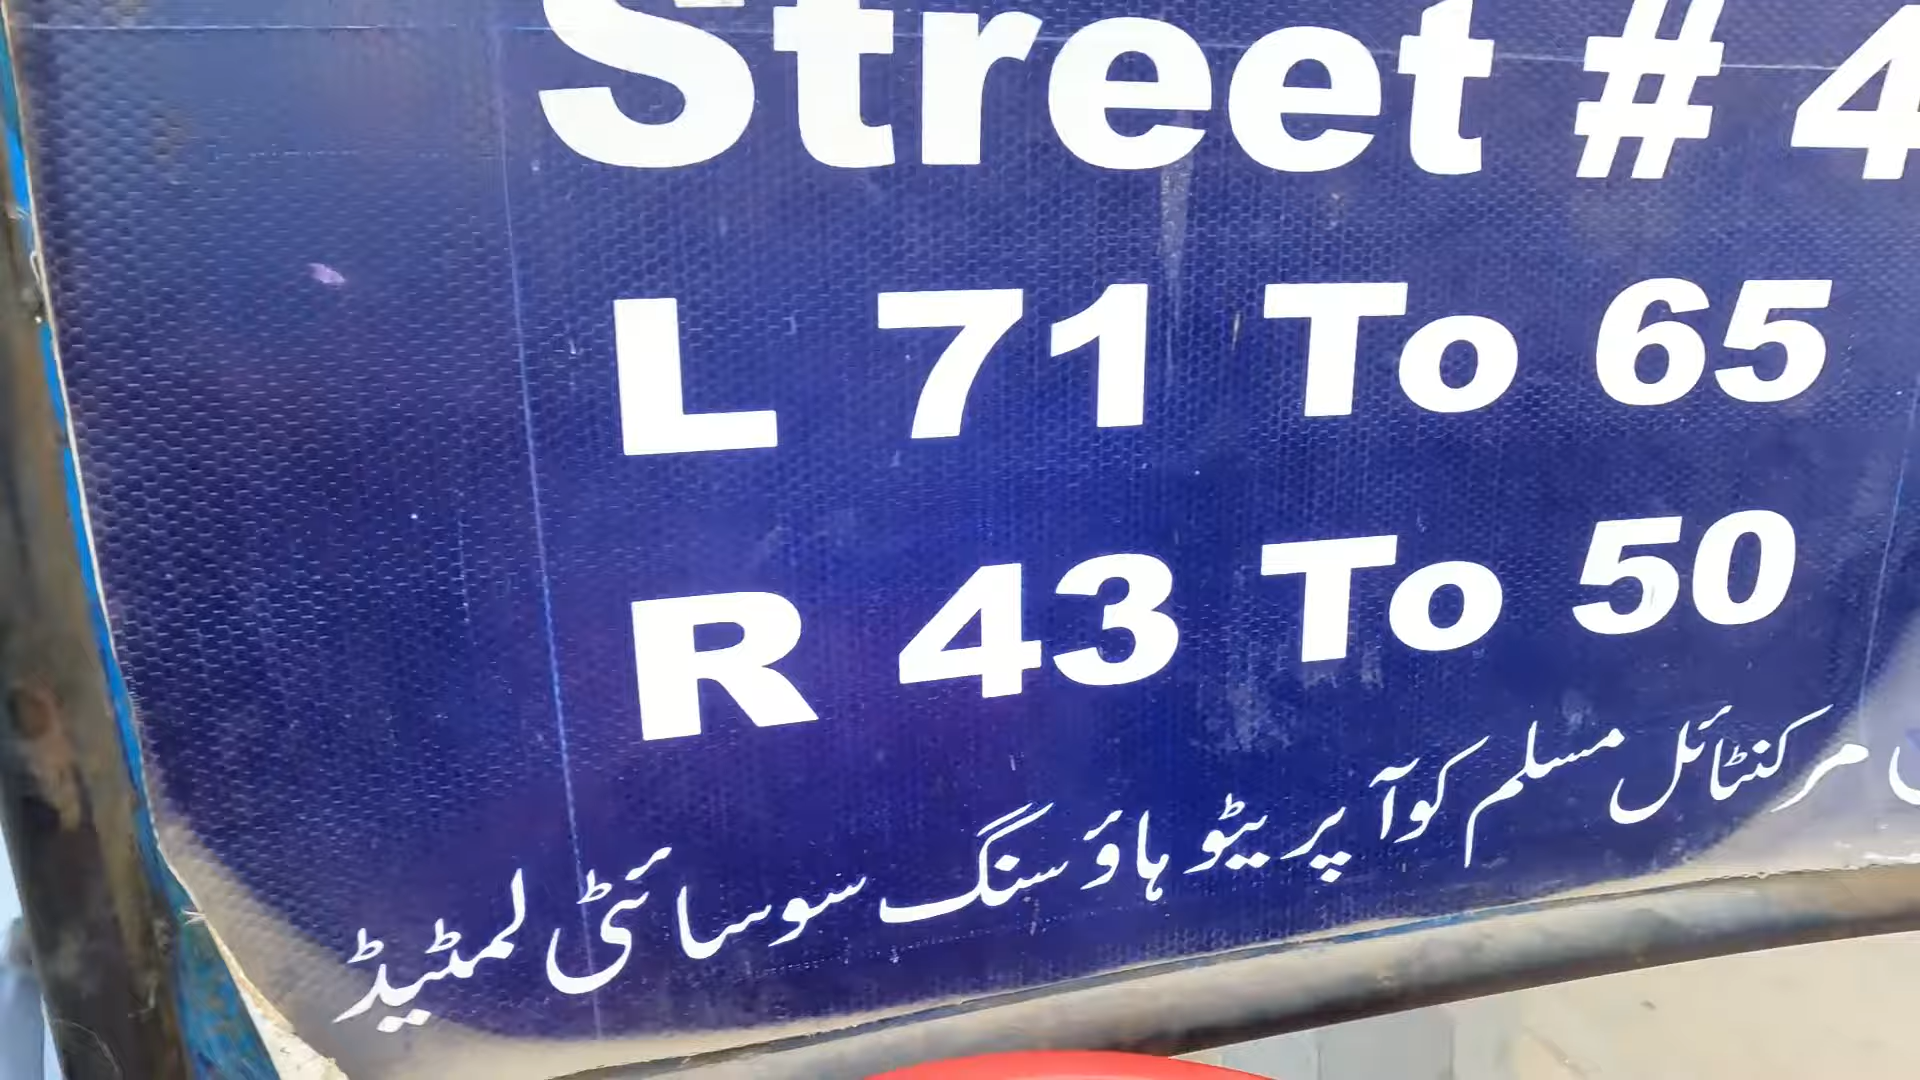 Street # 4
L 71 To 65
R 43 To 50
مرکنٹائل مسلم کوآپریٹو ہاؤسنگ سوسائٹی لمٹیڈ